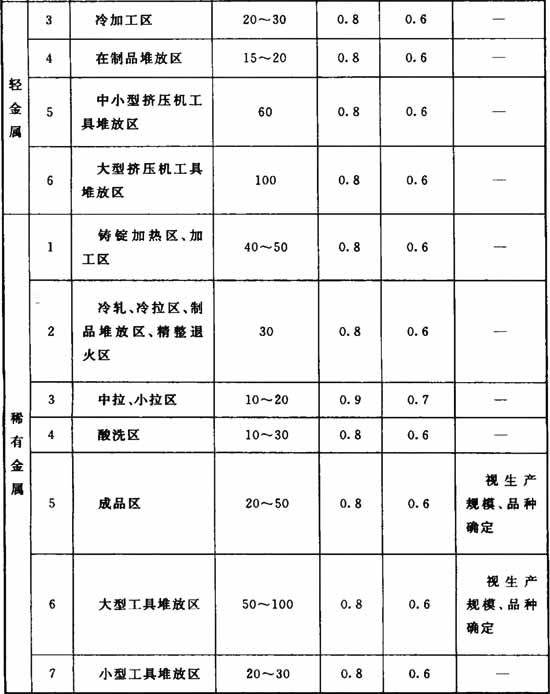 轻金属
3 冷加工区 20～30 0.8 0.6 —
4 在制品堆放区 15～20 0.8 0.6 —
5 中小型挤压机工
具堆放区 60 0.8 0.6 —
6 大型挤压机工具
堆放区 100 0.8 0.6 —
稀有金属
1 铸锭加热区、加
工区 40～50 0.8 0.6 —
2 冷轧、冷拉区、制
品堆放区、精整退
火区 30 0.8 0.6 —
3 中拉、小拉区 10～20 0.9 0.7 —
4 酸洗区 10～30 0.8 0.6 —
5 成品区 20～50 0.8 0.6 视生产
规模、品种
确定
6 大型工具堆放区 50～100 0.8 0.6 视生产
规模、品种
确定
7 小型工具堆放区 20～30 0.8 0.6 —